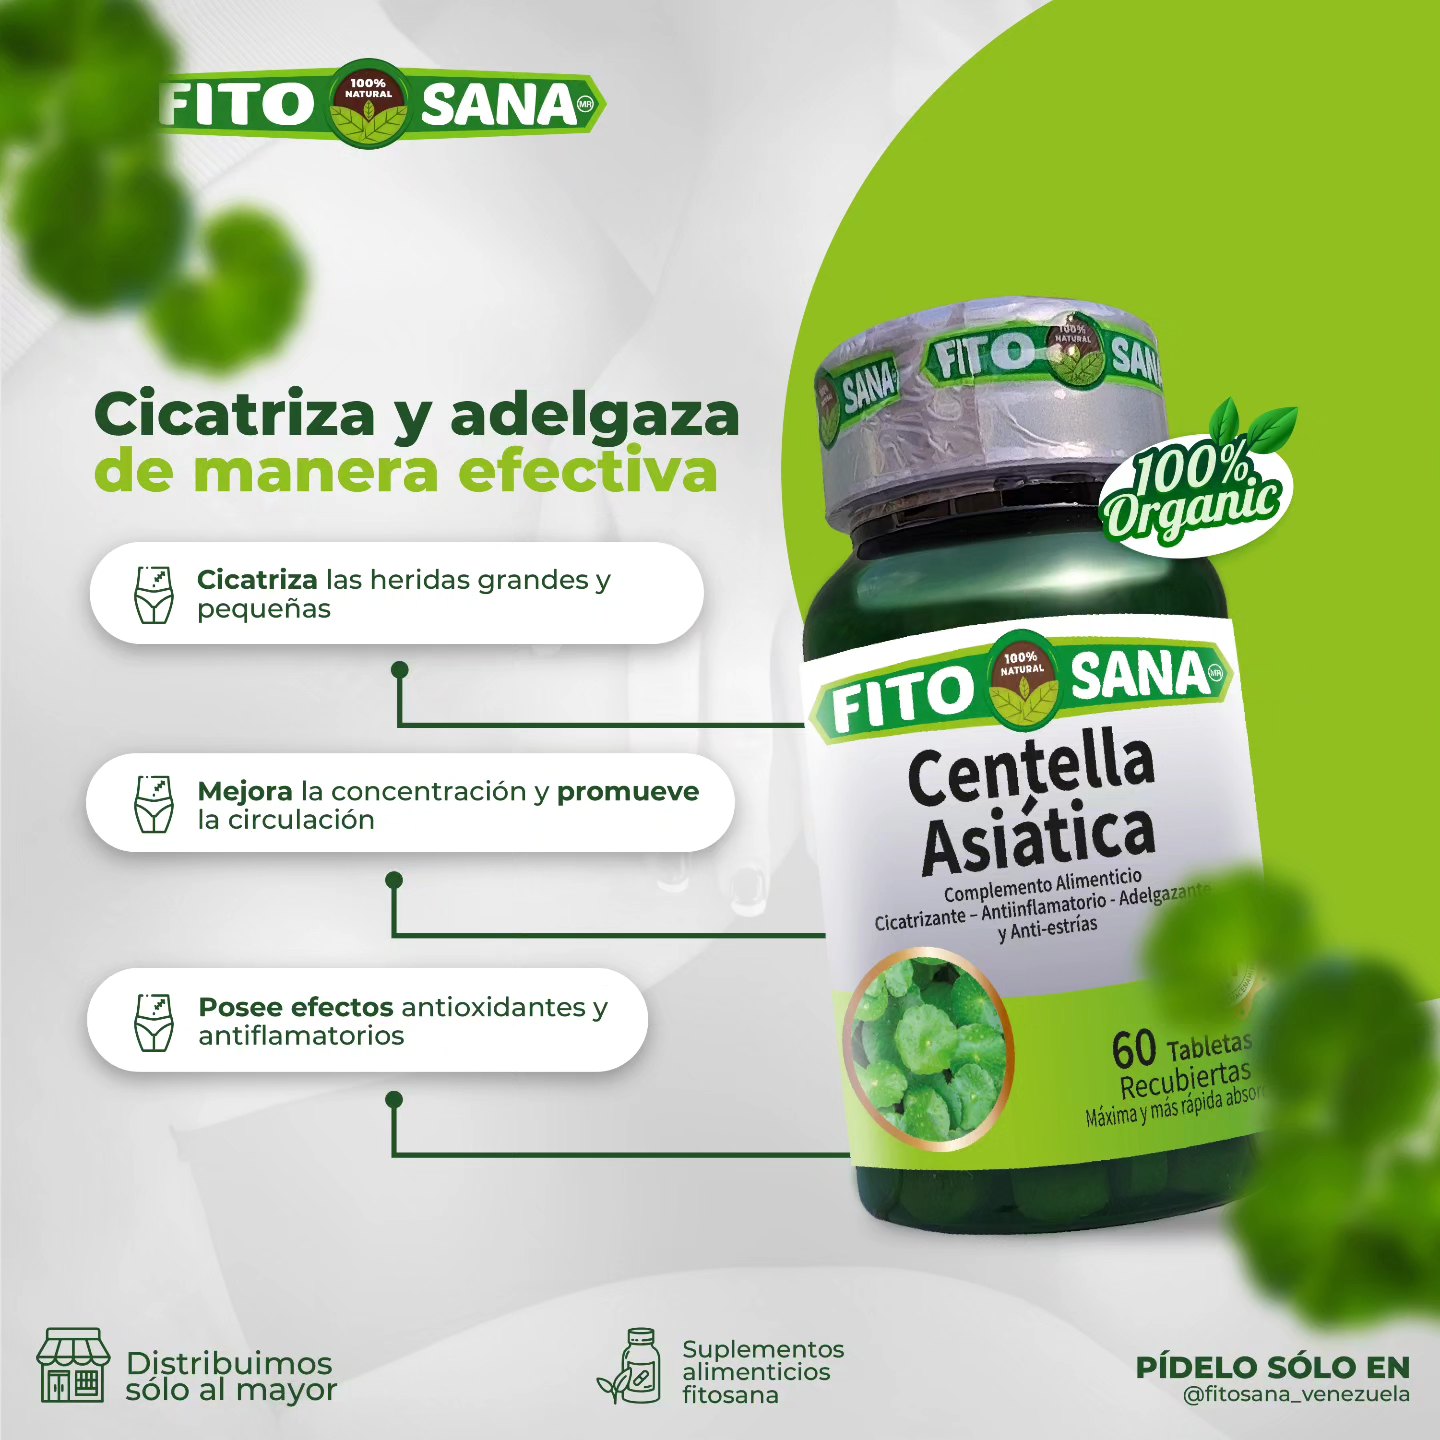 FITO 100% NATURAL SANA MR
Cicatriza y adelgaza
de manera efectiva
Cicatriza las heridas grandes y
pequeñas
Mejora la concentración y promueve
la circulación
Posee efectos antioxidantes y
antiflamatorios
SANA FITO 100% NATURAL SANA
100%
Organic
FITO 100% NATURAL SANA MR
Centella
Asiática
Complemento Alimenticio
Cicatrizante – Antiinflamatorio - Adelgazante
y Anti-estrías
60 Tabletas
Recubiertas
Máxima y más rápida
Distribuimos
sólo al mayor
Suplementos
alimenticios
fitosana
PÍDELO SÓLO EN
@fitosana_venezuela